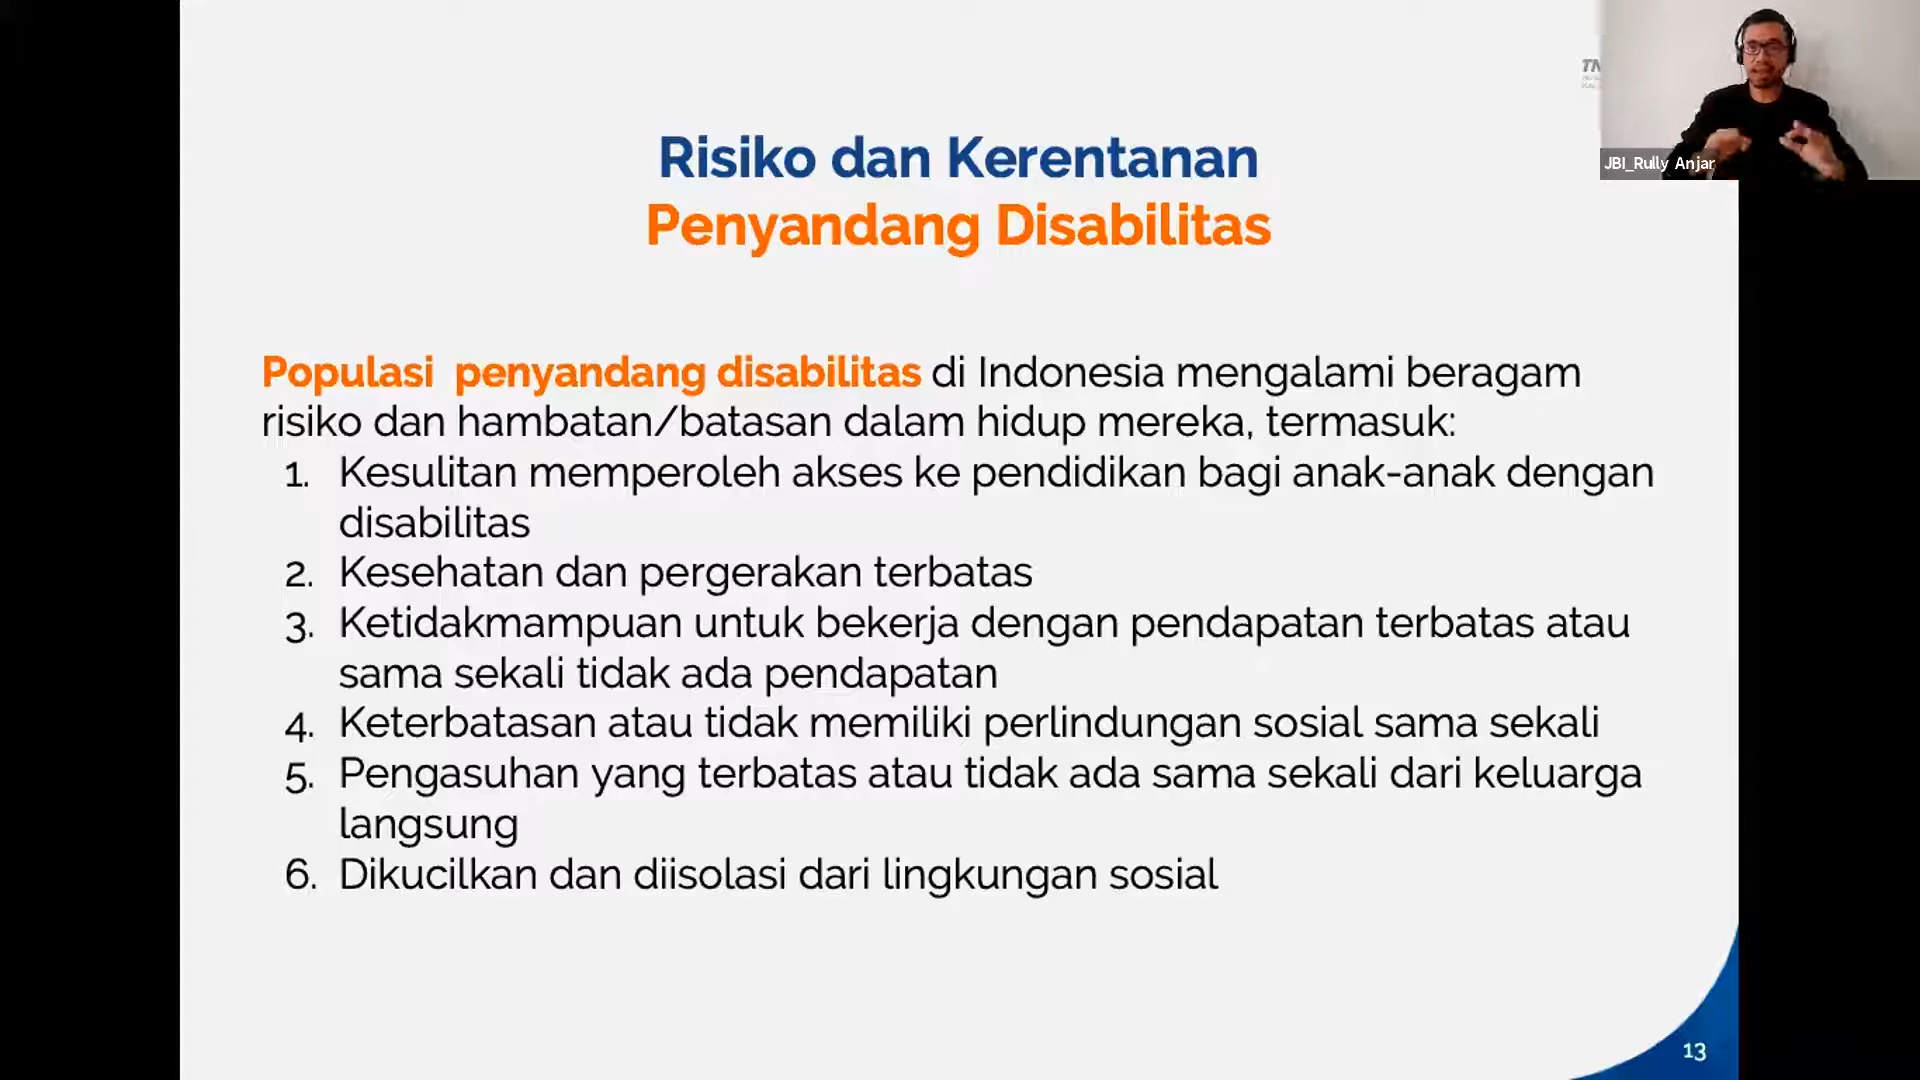 Risiko dan Kerentanan
Penyandang Disabilitas
JBI_Rully Anjar
Populasi penyandang disabilitas di Indonesia mengalami beragam
risiko dan hambatan/batasan dalam hidup mereka, termasuk:
1. Kesulitan memperoleh akses ke pendidikan bagi anak-anak dengan
disabilitas
2. Kesehatan dan pergerakan terbatas
3. Ketidakmampuan untuk bekerja dengan pendapatan terbatas atau
sama sekali tidak ada pendapatan
4. Keterbatasan atau tidak memiliki perlindungan sosial sama sekali
5. Pengasuhan yang terbatas atau tidak ada sama sekali dari keluarga
langsung
6. Dikucilkan dan diisolasi dari lingkungan sosial
13